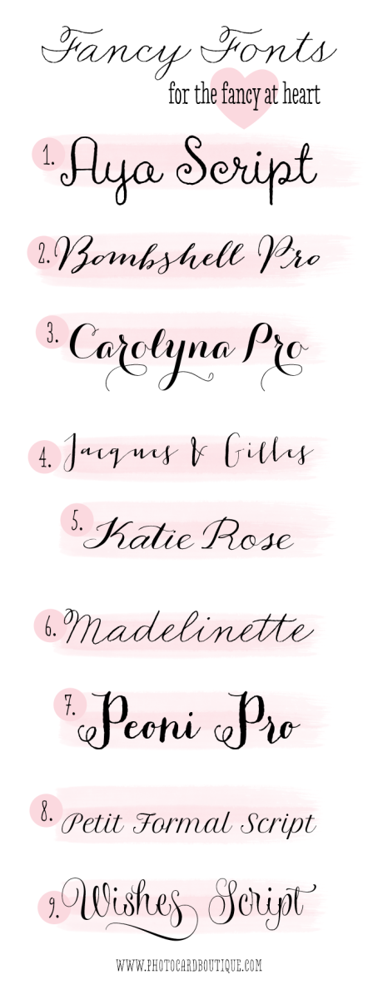 Fancy Fonts
for the fancy at heart
1. Aya Script
2. Bombshell Pro
3. Carolyna Pro
4. Jacques & Gilles
5. Katie Rose
6. Madelinette
7. Peoni Pro
8. Petit Formal Script
9. Wishes Script
WWW.PHOTOCARDBOUTIQUE.COM